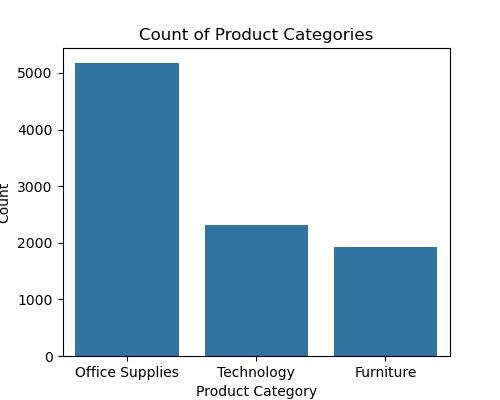 Count of Product Categories
Count
5000
4000
3000
2000
1000
0
Office Supplies
Technology
Furniture
Product Category